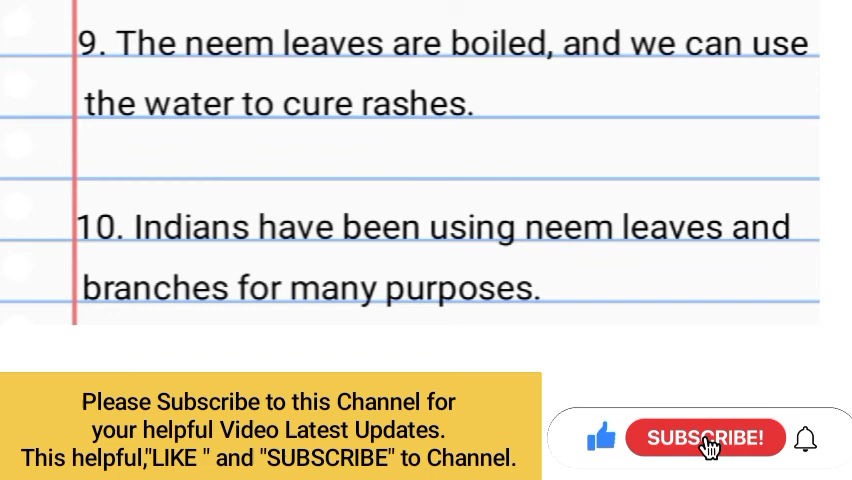 9. The neem leaves are boiled, and we can use
the water to cure rashes.
10. Indians have been using neem leaves and
branches for many purposes.
Please Subscribe to this Channel for
your helpful Video Latest Updates.
This helpful,"LIKE " and "SUBSCRIBE" to Channel.
SUBSCRIBE!